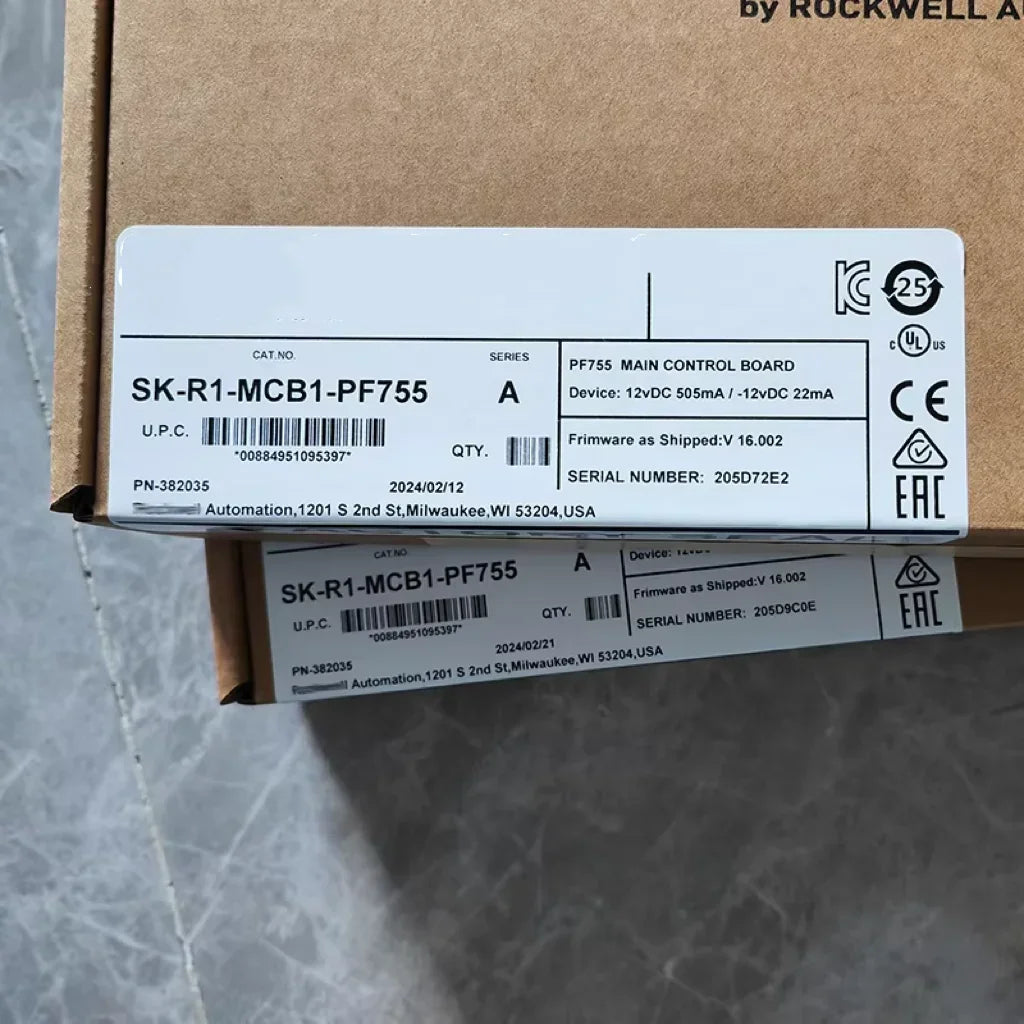 by ROCKWELL A
25
C UL US
CE
EAC
CAT.NO.
SERIES
SK-R1-MCB1-PF755
A
U.P.C.
*00884951095397*
QTY.
PN-382035
2024/02/12
Automation,1201 S 2nd St,Milwaukee,WI 53204,USA
PF755 MAIN CONTROL BOARD
Device: 12vDC 505mA / -12vDC 22mA
Frimware as Shipped:V 16.002
SERIAL NUMBER: 205D72E2
CAT.NO.
SK-R1-MCB1-PF755
A
U.P.C.
*00884951095397*
QTY.
PN-382035
2024/02/21
Automation,1201 S 2nd St,Milwaukee,WI 53204,USA
Device:
Frimware as Shipped:V 16.002
SERIAL NUMBER: 205D9C0E
EAC